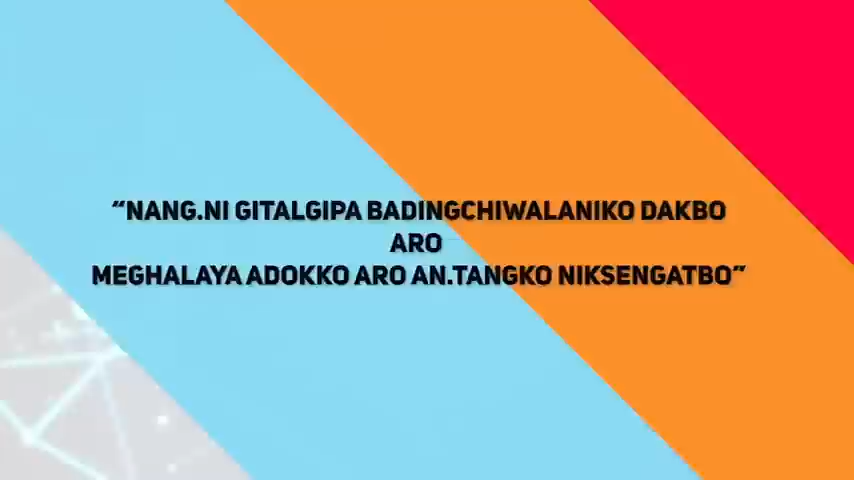 “NANG.NI GITALGIPA BADINGCHIWALANIKO DAKBO
ARO
MEGHALAYA ADOKKO ARO AN.TANGKO NIKSENGATBO”